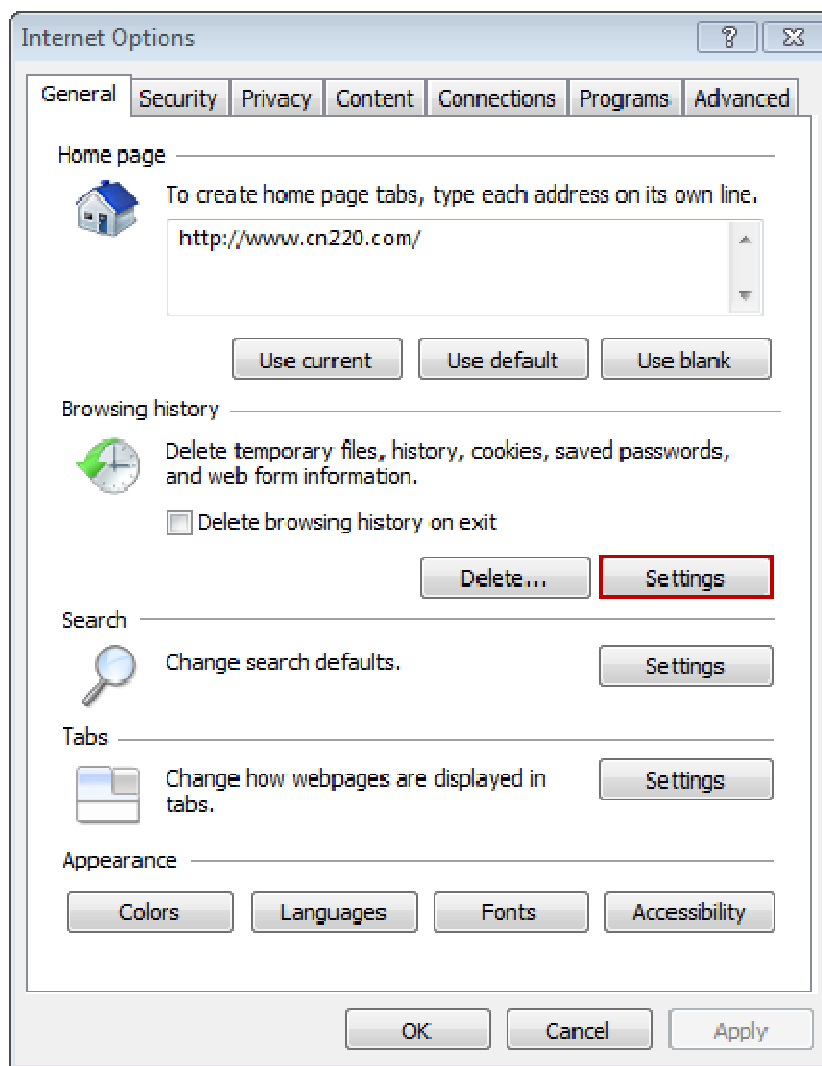 Internet Options
General Security Privacy Content Connections Programs Advanced
Home page
To create home page tabs, type each address on its own line.
http://www.cn220.com/
Use current Use default Use blank
Browsing history
Delete temporary files, history, cookies, saved passwords,
and web form information.
Delete browsing history on exit
Delete... Settings
Search
Change search defaults.
Settings
Tabs
Change how webpages are displayed in
tabs.
Settings
Appearance
Colors Languages Fonts Accessibility
OK Cancel Apply